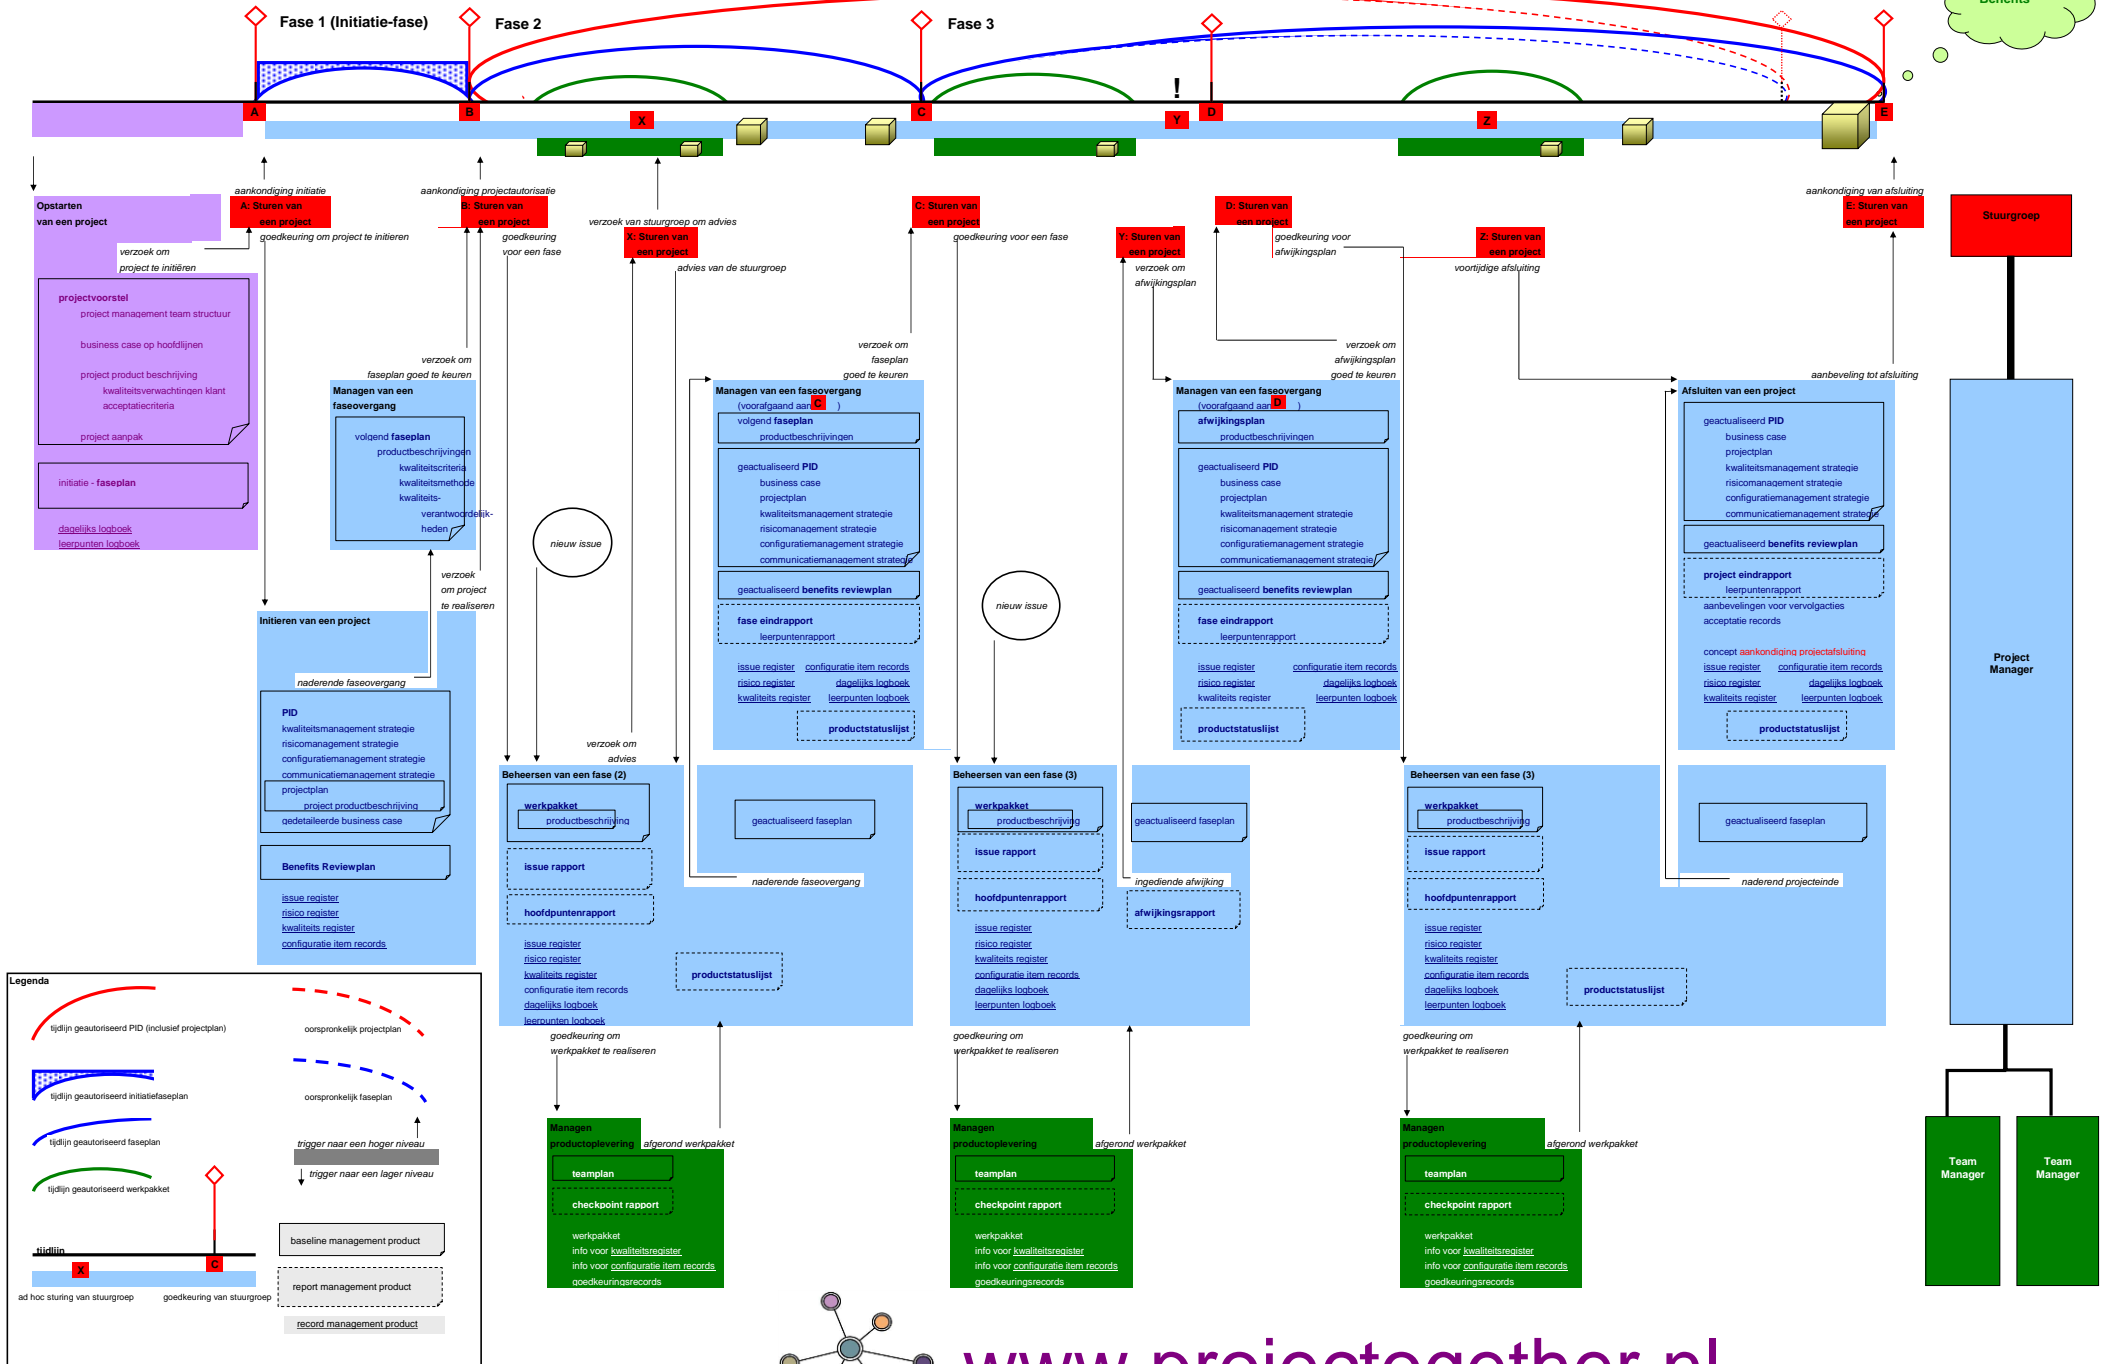 Benefits
Fase 1 (Initiatie-fase)
Fase 2
Fase 3
!
A
B
X
C
Y
D
Z
E
aankondiging initiatie
aankondiging projectautorisatie
aankondiging van afsluiting
Opstarten
van een project
A: Sturen van
een project
B: Sturen van
een project
verzoek van stuurgroep om advies
C: Sturen van
een project
D: Sturen van
een project
E: Sturen van
een project
Stuurgroep
goedkeuring om project te initiëren
goedkeuring
voor een fase
X: Sturen van
een project
goedkeuring voor een fase
Y: Sturen van
een project
goedkeuring voor
afwijkingsplan
Z: Sturen van
een project
verzoek om
project te initiëren
advies van de stuurgroep
verzoek om
afwijkingsplan
voortijdige afsluiting
projectvoorstel
project management team structuur
business case op hoofdlijnen
project product beschrijving
kwaliteitsverwachtingen klant
acceptatiecriteria
project aanpak
initiatie - faseplan
dagelijks logboek
leerpunten logboek
verzoek om
faseplan goed te keuren
Managen van een
faseovergang
volgend faseplan
productbeschrijvingen
kwaliteitscriteria
kwaliteitsmethode
kwaliteits-
verantwoordelijk-
heden
verzoek
om project
te realiseren
nieuw issue
verzoek om
faseplan
goed te keuren
Managen van een faseovergang
(voorafgaand aan C )
volgend faseplan
productbeschrijvingen
geactualiseerd PID
business case
projectplan
kwaliteitsmanagement strategie
risicomanagement strategie
configuratiemanagement strategie
communicatiemanagement strategie
geactualiseerd benefits reviewplan
fase eindrapport
leerpuntenrapport
issue register configuratie item records
risico register dagelijks logboek
kwaliteits register leerpunten logboek
productstatuslijst
nieuw issue
verzoek om
afwijkingsplan
goed te keuren
Managen van een faseovergang
(voorafgaand aan D )
afwijkingsplan
productbeschrijvingen
geactualiseerd PID
business case
projectplan
kwaliteitsmanagement strategie
risicomanagement strategie
configuratiemanagement strategie
communicatiemanagement strategie
geactualiseerd benefits reviewplan
fase eindrapport
leerpuntenrapport
issue register configuratie item records
risico register dagelijks logboek
kwaliteits register leerpunten logboek
productstatuslijst
aanbeveling tot afsluiting
Afsluiten van een project
geactualiseerd PID
business case
projectplan
kwaliteitsmanagement strategie
risicomanagement strategie
configuratiemanagement strategie
communicatiemanagement strategie
geactualiseerd benefits reviewplan
project eindrapport
leerpuntenrapport
aanbevelingen voor vervolgacties
acceptatie records
concept aankondiging projectafsluiting
issue register configuratie item records
risico register dagelijks logboek
kwaliteits register leerpunten logboek
productstatuslijst
Project
Manager
Initieren van een project
naderende faseovergang
PID
kwaliteitsmanagement strategie
risicomanagement strategie
configuratiemanagement strategie
communicatiemanagement strategie
projectplan
project productbeschrijving
gedetaileerde business case
Benefits Reviewplan
issue register
risico register
kwaliteits register
configuratie item records
verzoek om
advies
Beheersen van een fase (2)
werkpakket
productbeschrijving
geactualiseerd faseplan
issue rapport
naderende faseovergang
hoofdpuntenrapport
issue register
risico register
kwaliteits register
configuratie item records
dagelijks logboek
leerpunten logboek
productstatuslijst
Beheersen van een fase (3)
werkpakket
productbeschrijving
geactualiseerd faseplan
issue rapport
ingediende afwijking
hoofdpuntenrapport
afwijkingsrapport
issue register
risico register
kwaliteits register
configuratie item records
dagelijks logboek
leerpunten logboek
Beheersen van een fase (3)
werkpakket
productbeschrijving
geactualiseerd faseplan
issue rapport
naderend projecteinde
hoofdpuntenrapport
issue register
risico register
kwaliteits register
configuratie item records
dagelijks logboek
leerpunten logboek
productstatuslijst
goedkeuring om
werkpakket te realiseren
goedkeuring om
werkpakket te realiseren
goedkeuring om
werkpakket te realiseren
Managen
productoplevering
afgerond werkpakket
teamplan
checkpoint rapport
werkpakket
info voor kwaliteitsregister
info voor configuratie item records
goedkeuringsrecords
Managen
productoplevering
afgerond werkpakket
teamplan
checkpoint rapport
werkpakket
info voor kwaliteitsregister
info voor configuratie item records
goedkeuringsrecords
Managen
productoplevering
afgerond werkpakket
teamplan
checkpoint rapport
werkpakket
info voor kwaliteitsregister
info voor configuratie item records
goedkeuringsrecords
Team
Manager
Team
Manager
Legenda
tijdlijn geautoriseerd PID (inclusief projectplan)
oorspronkelijk projectplan
tijdlijn geautoriseerd initiatiefaseplan
oorspronkelijk faseplan
tijdlijn geautoriseerd faseplan
trigger naar een hoger niveau
trigger naar een lager niveau
tijdlijn geautoriseerd werkpakket
baseline management product
tijdlijn
X
C
report management product
ad hoc sturing van stuurgroep
goedkeuring van stuurgroep
record management product
www.projectogether.nl